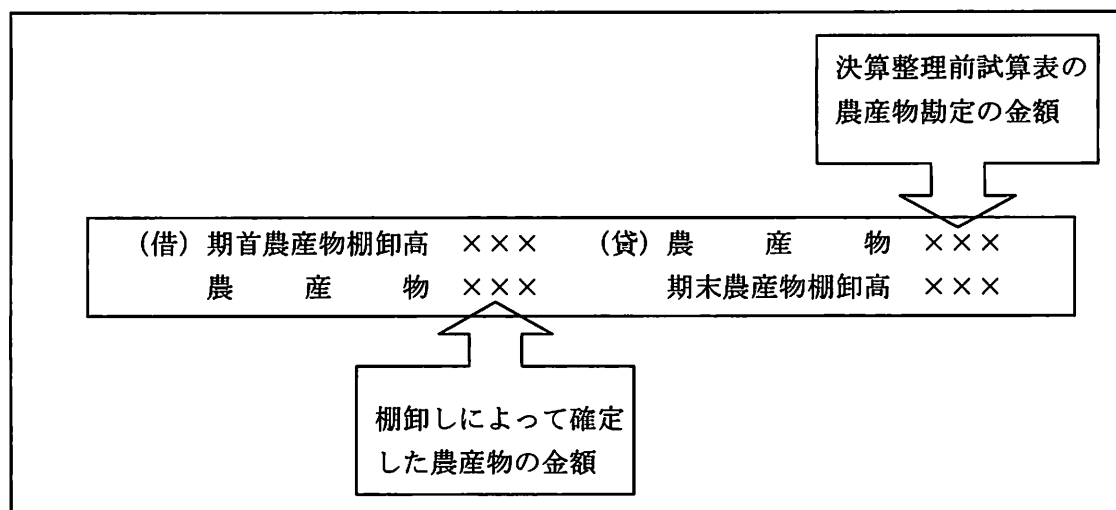 決算整理前試算表の
農産物勘定の金額
(借) 期首農産物棚卸高 ××× (貸) 農産物 ×××
農産物 ××× 期末農産物棚卸高 ×××
棚卸しによって確定
した農産物の金額